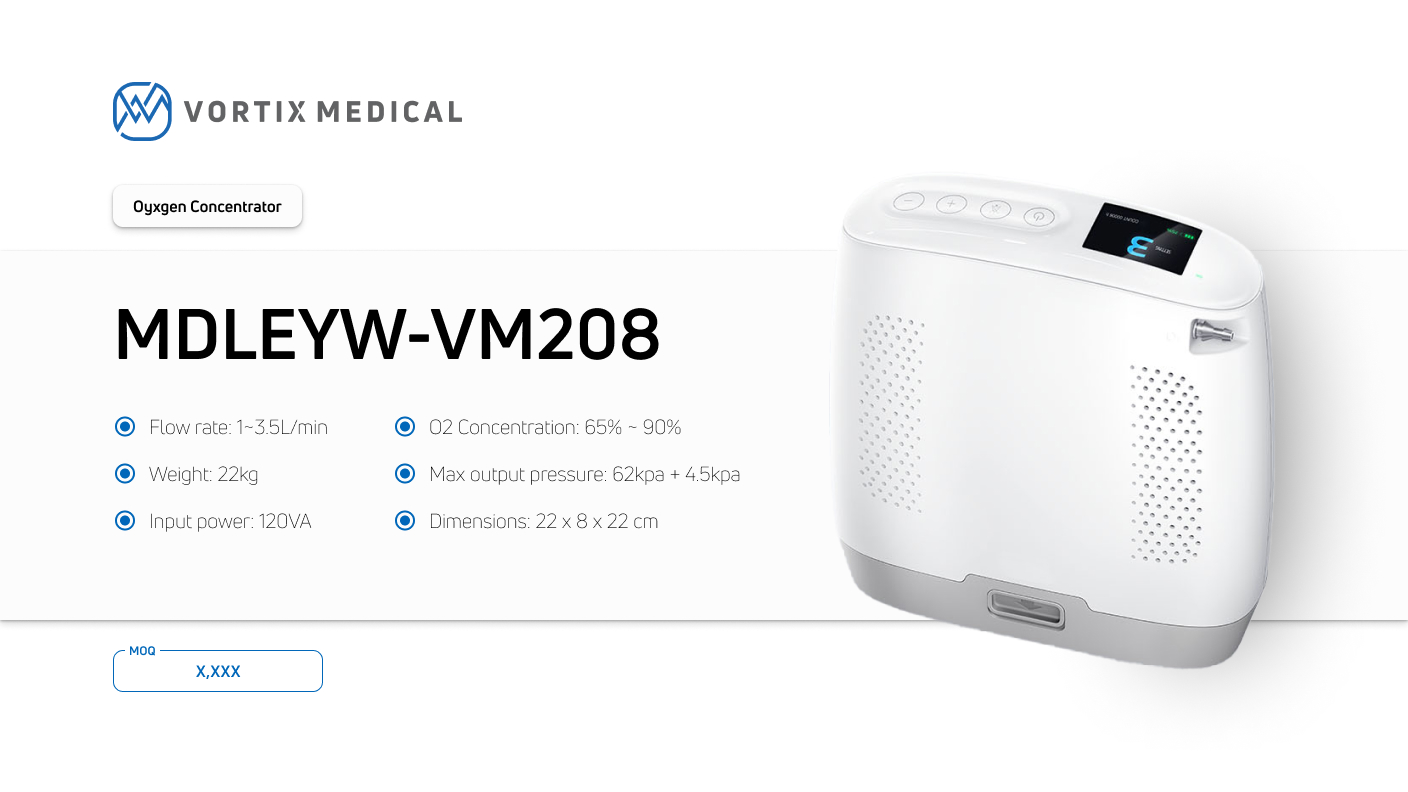 VORTIX MEDICAL
Oyxgen Concentrator
MDLEYW-VM208
Flow rate: 1~3.5L/min
O2 Concentration: 65% ~ 90%
Weight: 22kg
Max output pressure: 62kpa + 4.5kpa
Input power: 120VA
Dimensions: 22 x 8 x 22 cm
MOQ
X,XXX
SETTING
3